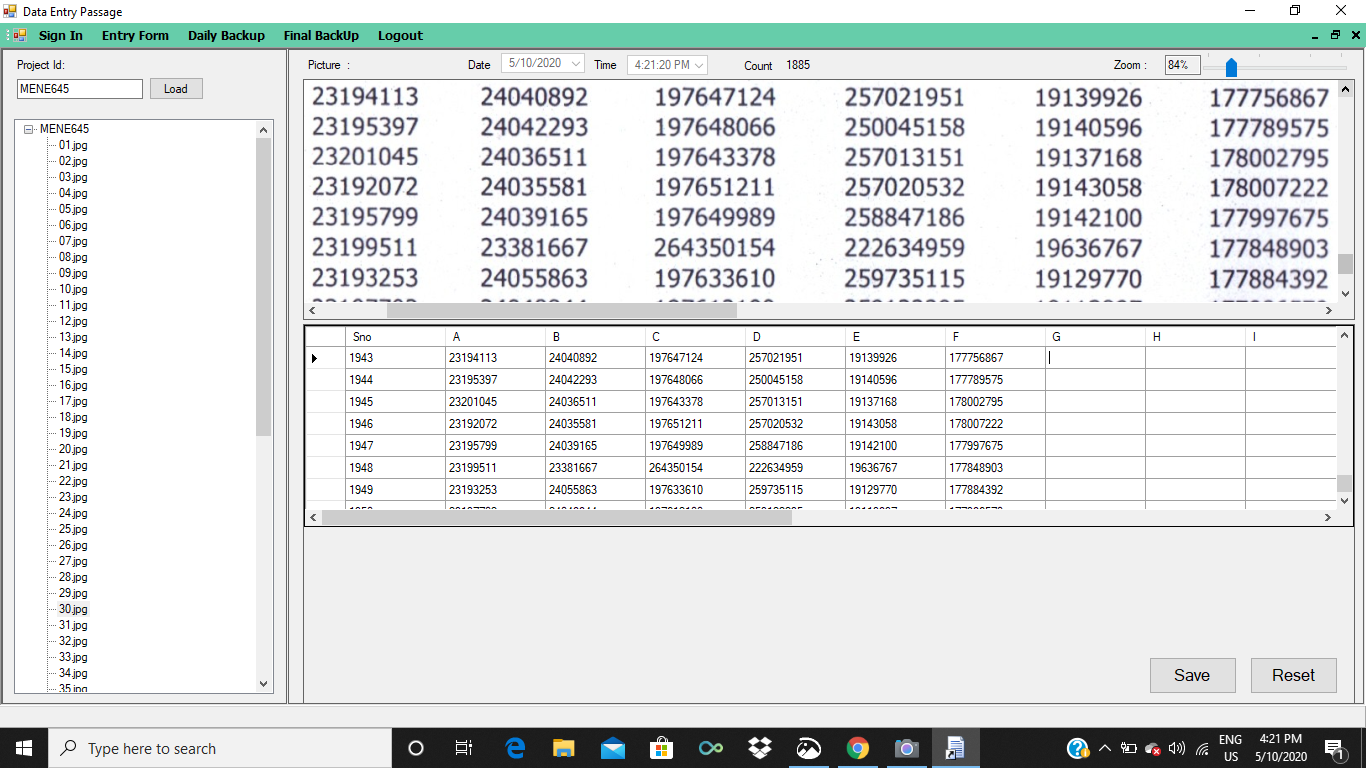 Data Entry Passage
Sign In Entry Form Daily Backup Final BackUp Logout
Project Id:
MENE645 Load
MENE645
01.jpg
02.jpg
03.jpg
04.jpg
05.jpg
06.jpg
07.jpg
08.jpg
09.jpg
10.jpg
11.jpg
12.jpg
13.jpg
14.jpg
15.jpg
16.jpg
17.jpg
18.jpg
19.jpg
20.jpg
21.jpg
22.jpg
23.jpg
24.jpg
25.jpg
26.jpg
27.jpg
28.jpg
29.jpg
30.jpg
31.jpg
32.jpg
33.jpg
34.jpg
35.jpg
Picture : Date 5/10/2020 Time 4:21:20 PM Count 1885 Zoom : 84%
23194113 24040892 197647124 257021951 19139926 177756867
23195397 24042293 197648066 250045158 19140596 177789575
23201045 24036511 197643378 257013151 19137168 178002795
23192072 24035581 197651211 257020532 19143058 178007222
23195799 24039165 197649989 258847186 19142100 177997675
23199511 23381667 264350154 222634959 19636767 177848903
23193253 24055863 197633610 259735115 19129770 177884392
Sno A B C D E F G H I
1943 23194113 24040892 197647124 257021951 19139926 177756867
1944 23195397 24042293 197648066 250045158 19140596 177789575
1945 23201045 24036511 197643378 257013151 19137168 178002795
1946 23192072 24035581 197651211 257020532 19143058 178007222
1947 23195799 24039165 197649989 258847186 19142100 177997675
1948 23199511 23381667 264350154 222634959 19636767 177848903
1949 23193253 24055863 197633610 259735115 19129770 177884392
Save Reset
Type here to search
ENG
US
4:21 PM
5/10/2020
1